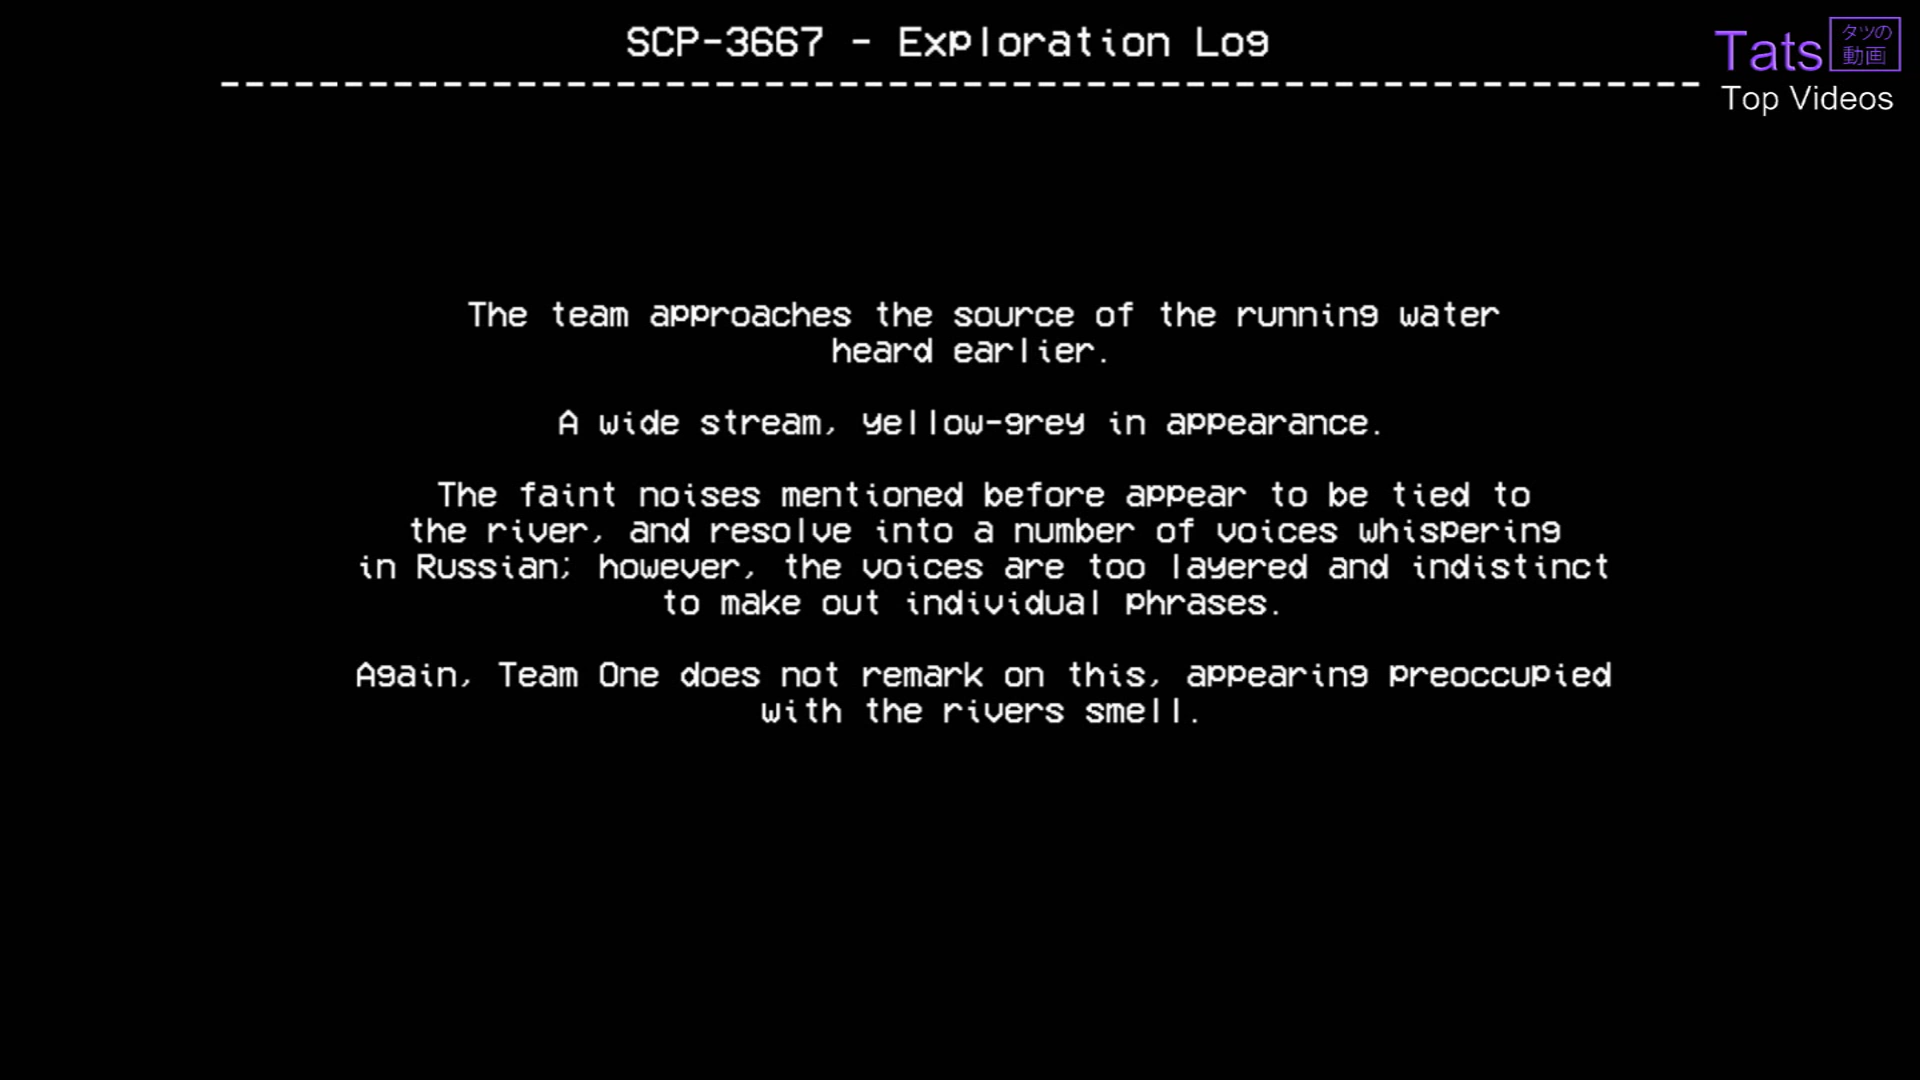 SCP-3667 - Exploration Log
Tats
タツの
動画
Top Videos
The team approaches the source of the running water
heard earlier.
A wide stream, yellow-grey in appearance.
The faint noises mentioned before appear to be tied to
the river, and resolve into a number of voices whispering
in Russian; however, the voices are too layered and indistinct
to make out individual phrases.
Again, Team One does not remark on this, appearing preoccupied
with the rivers smell.